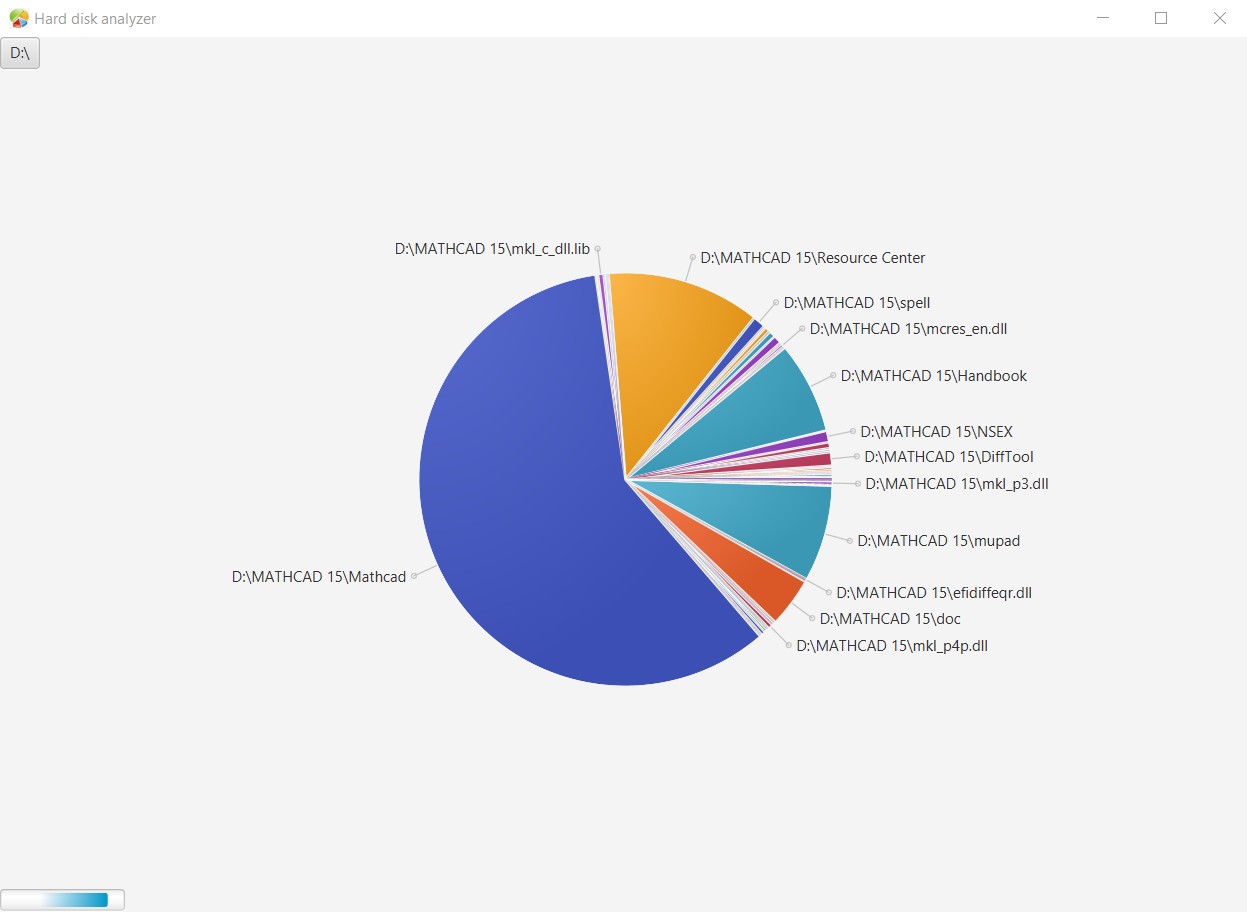 Hard disk analyzer
D:\
D:\MATHCAD 15\mkl_c_dll.lib
D:\MATHCAD 15\Resource Center
D:\MATHCAD 15\spell
D:\MATHCAD 15\mcres_en.dll
D:\MATHCAD 15\Handbook
D:\MATHCAD 15\NSEX
D:\MATHCAD 15\DiffTool
D:\MATHCAD 15\mkl_p3.dll
D:\MATHCAD 15\mupad
D:\MATHCAD 15\Mathcad
D:\MATHCAD 15\efidiffeqr.dll
D:\MATHCAD 15\doc
D:\MATHCAD 15\mkl_p4p.dll